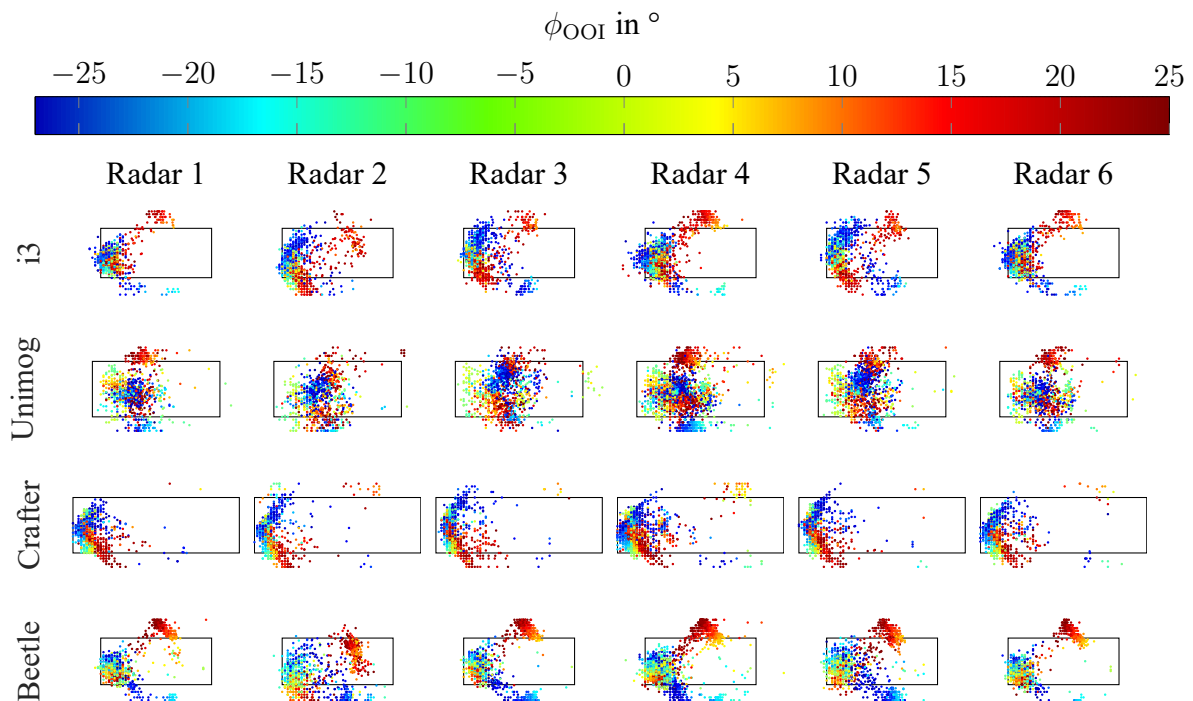 ϕOOI in °
−25 −20 −15 −10 −5 0 5 10 15 20 25
Radar 1 Radar 2 Radar 3 Radar 4 Radar 5 Radar 6
i3
Unimog
Crafter
Beetle